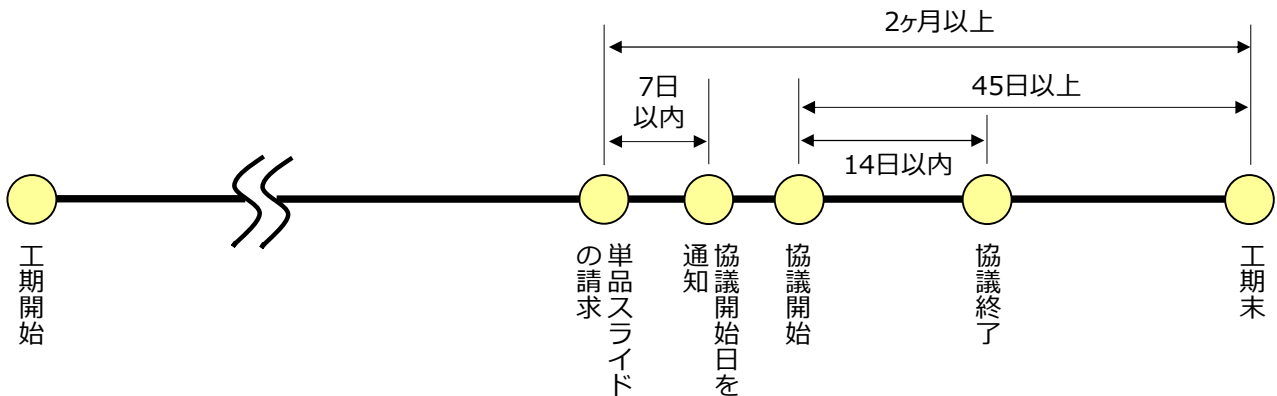 2ヶ月以上
7日
以内
45日以上
14日以内
工期開始
単品スライド
の請求
協議開始日を
通知
協議開始
協議終了
工期末